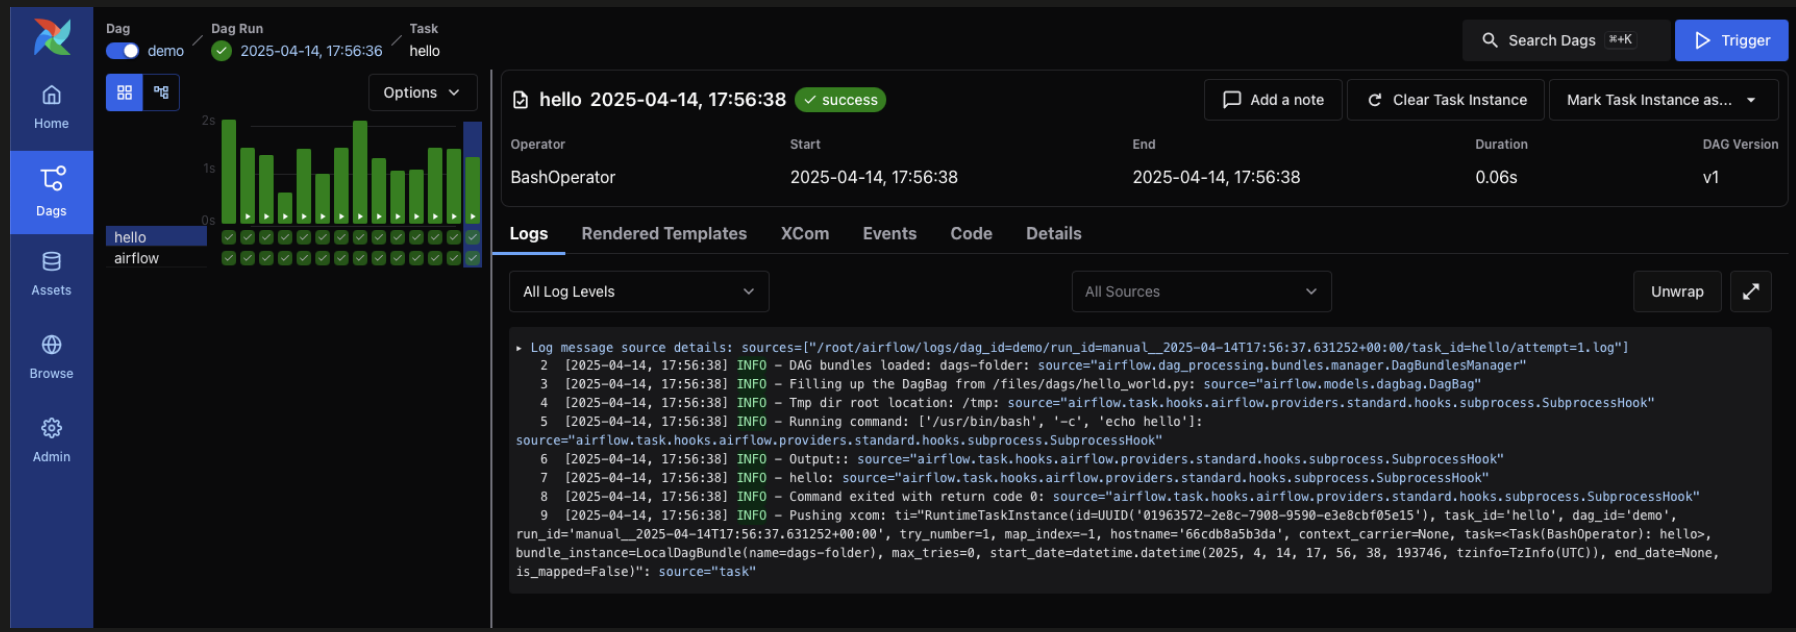 Dag
demo
Dag Run
2025-04-14, 17:56:36
Task
hello
Search Dags
⌘+K
Trigger
Home
Dags
Assets
Browse
Admin
Options
2s
1s
0s
hello
airflow
hello 2025-04-14, 17:56:38 success
Add a note
Clear Task Instance
Mark Task Instance as...
Operator Start End Duration DAG Version
BashOperator 2025-04-14, 17:56:38 2025-04-14, 17:56:38 0.06s v1
Logs Rendered Templates XCom Events Code Details
All Log Levels
All Sources
Unwrap
Log message source details: sources=["/root/airflow/logs/dag_id=demo/run_id=manual__2025-04-14T17:56:37.631252+00:00/task_id=hello/attempt=1.log"]
2 [2025-04-14, 17:56:38] INFO - DAG bundles loaded: dags-folder: source="airflow.dag_processing.bundles.manager.DagBundlesManager"
3 [2025-04-14, 17:56:38] INFO - Filling up the DagBag from /files/dags/hello_world.py: source="airflow.models.dagbag.DagBag"
4 [2025-04-14, 17:56:38] INFO - Tmp dir root location: /tmp: source="airflow.task.hooks.airflow.providers.standard.hooks.subprocess.SubprocessHook"
5 [2025-04-14, 17:56:38] INFO - Running command: ['/usr/bin/bash', '-c', 'echo hello']:
source="airflow.task.hooks.airflow.providers.standard.hooks.subprocess.SubprocessHook"
6 [2025-04-14, 17:56:38] INFO - Output:: source="airflow.task.hooks.airflow.providers.standard.hooks.subprocess.SubprocessHook"
7 [2025-04-14, 17:56:38] INFO - hello: source="airflow.task.hooks.airflow.providers.standard.hooks.subprocess.SubprocessHook"
8 [2025-04-14, 17:56:38] INFO - Command exited with return code 0: source="airflow.task.hooks.airflow.providers.standard.hooks.subprocess.SubprocessHook"
9 [2025-04-14, 17:56:38] INFO - Pushing xcom: ti="RuntimeTaskInstance(id=UUID('01963572-2e8c-7908-9590-e3e8cbf05e15'), task_id='hello', dag_id='demo',
run_id='manual__2025-04-14T17:56:37.631252+00:00', try_number=1, map_index=-1, hostname='66cdb8a5b3da', context_carrier=None, task=<Task(BashOperator): hello>,
bundle_instance=LocalDagBundle(name=dags-folder), max_tries=0, start_date=datetime.datetime(2025, 4, 14, 17, 56, 38, 193746, tzinfo=TzInfo(UTC)), end_date=None,
is_mapped=False)": source="task"